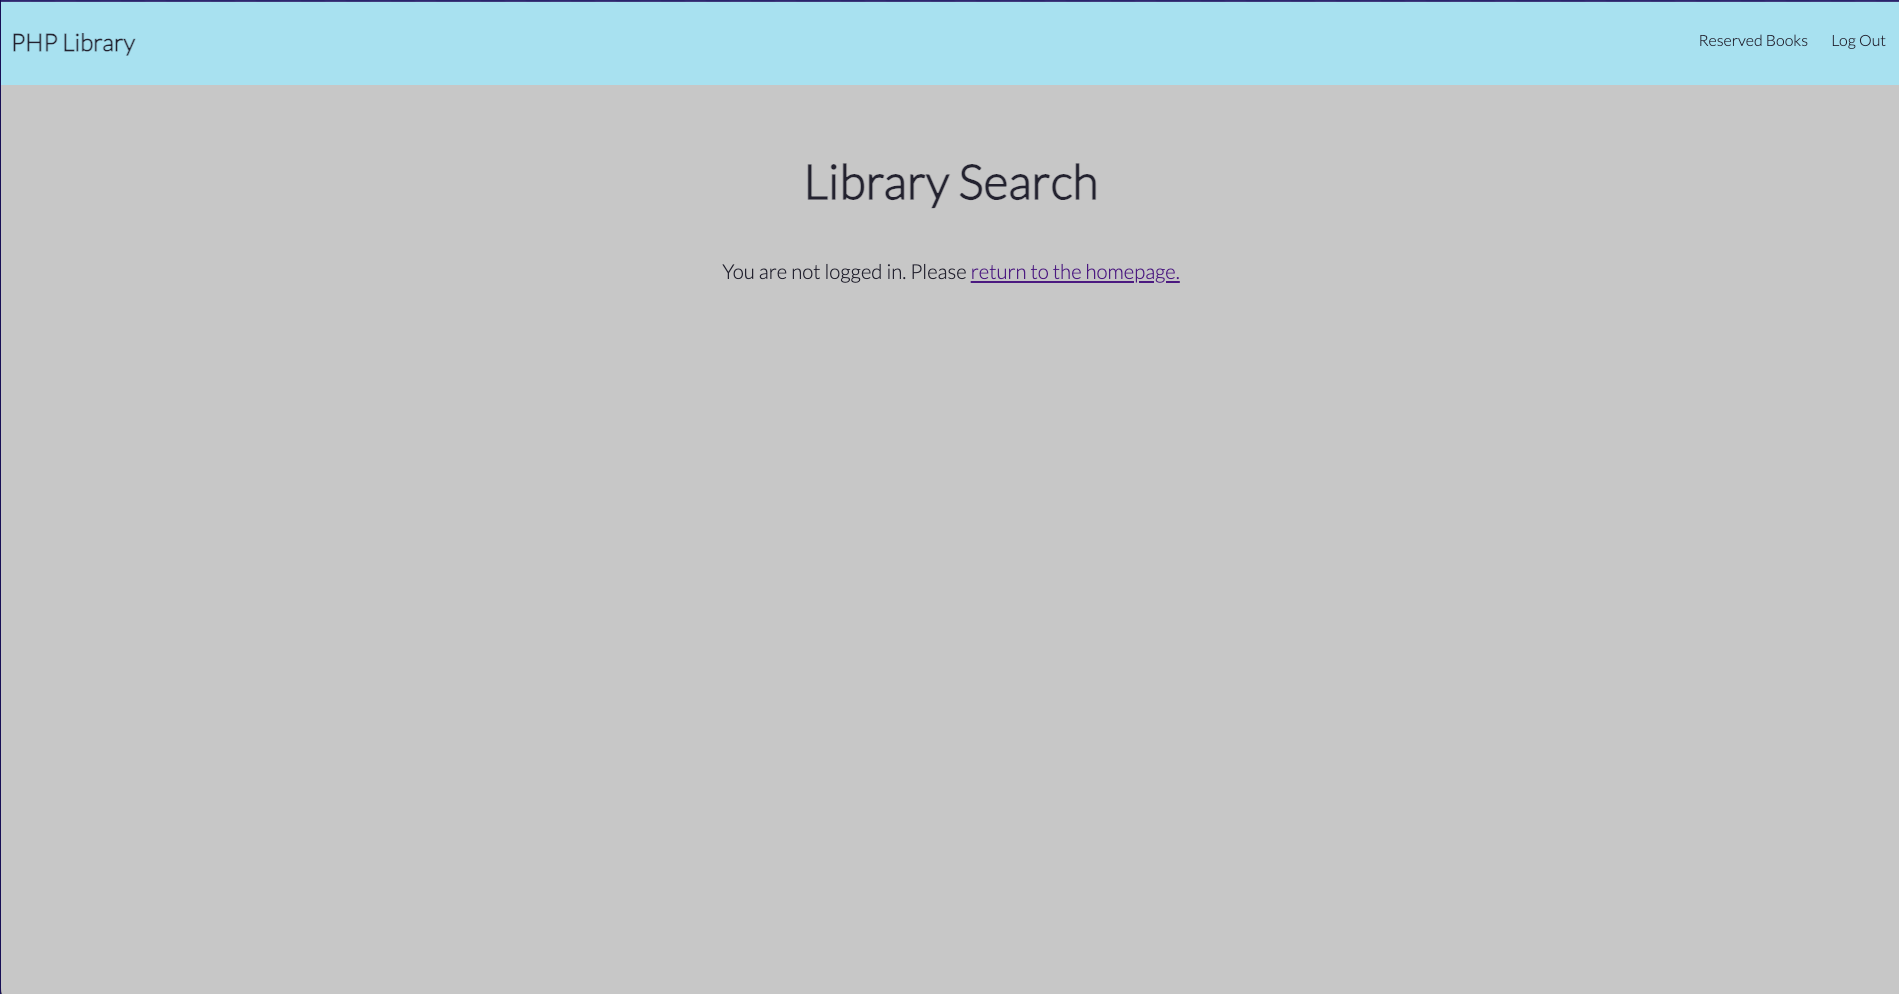 PHP Library
Reserved Books
Log Out
Library Search
You are not logged in. Please return to the homepage.